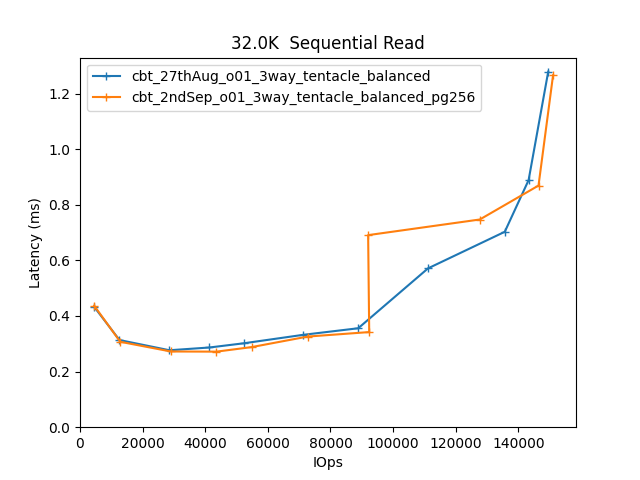 32.0K  Sequential Read
cbt_27thAug_o01_3way_tentacle_balanced
cbt_2ndSep_o01_3way_tentacle_balanced_pg256
Latency (ms)
1.2
1.0
0.8
0.6
0.4
0.2
0.0
0 20000 40000 60000 80000 100000 120000 140000
IOps